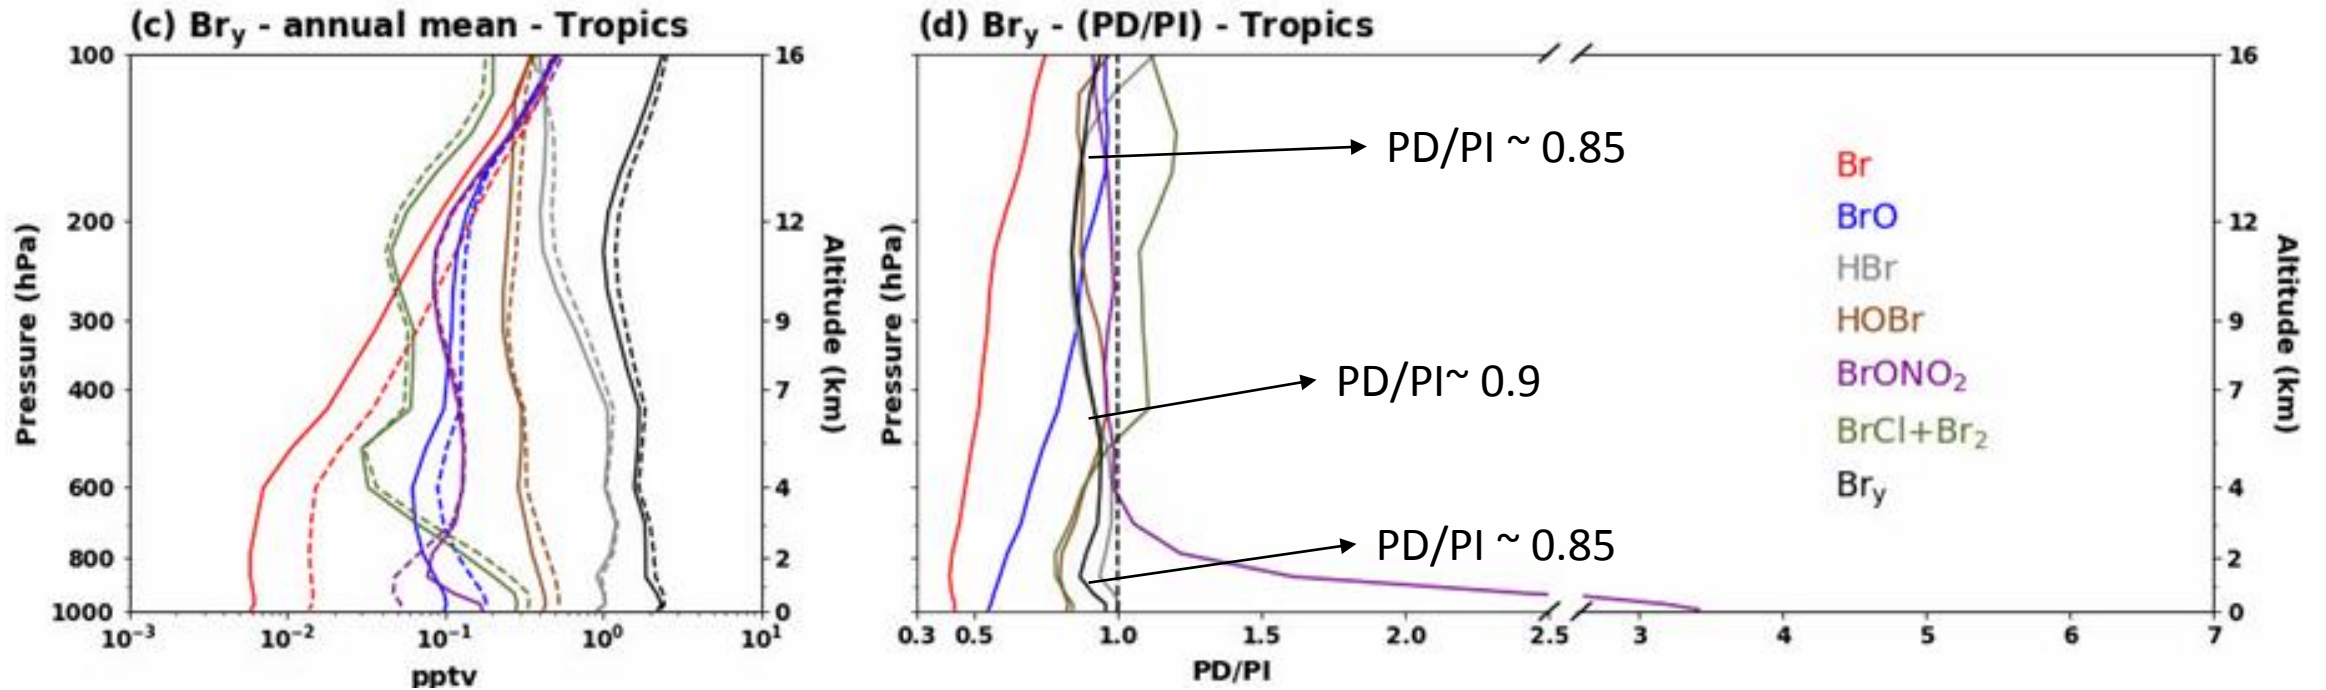 (c) Bry - annual mean - Tropics
100
200
300
400
600
800
1000
Pressure (hPa)
16
12
9
7
4
2
0
Altitude (km)
10-3
10-2
10-1
100
101
pptv
(d) Bry - (PD/PI) - Tropics
Pressure (hPa)
PD/PI ~ 0.85
PD/PI~ 0.9
PD/PI ~ 0.85
Br
BrO
HBr
HOBr
BrONO2
BrCl+Br2
Bry
16
12
9
7
4
2
0
Altitude (km)
0.3 0.5 1.0 1.5 2.0 2.5 3 4 5 6 7
PD/PI